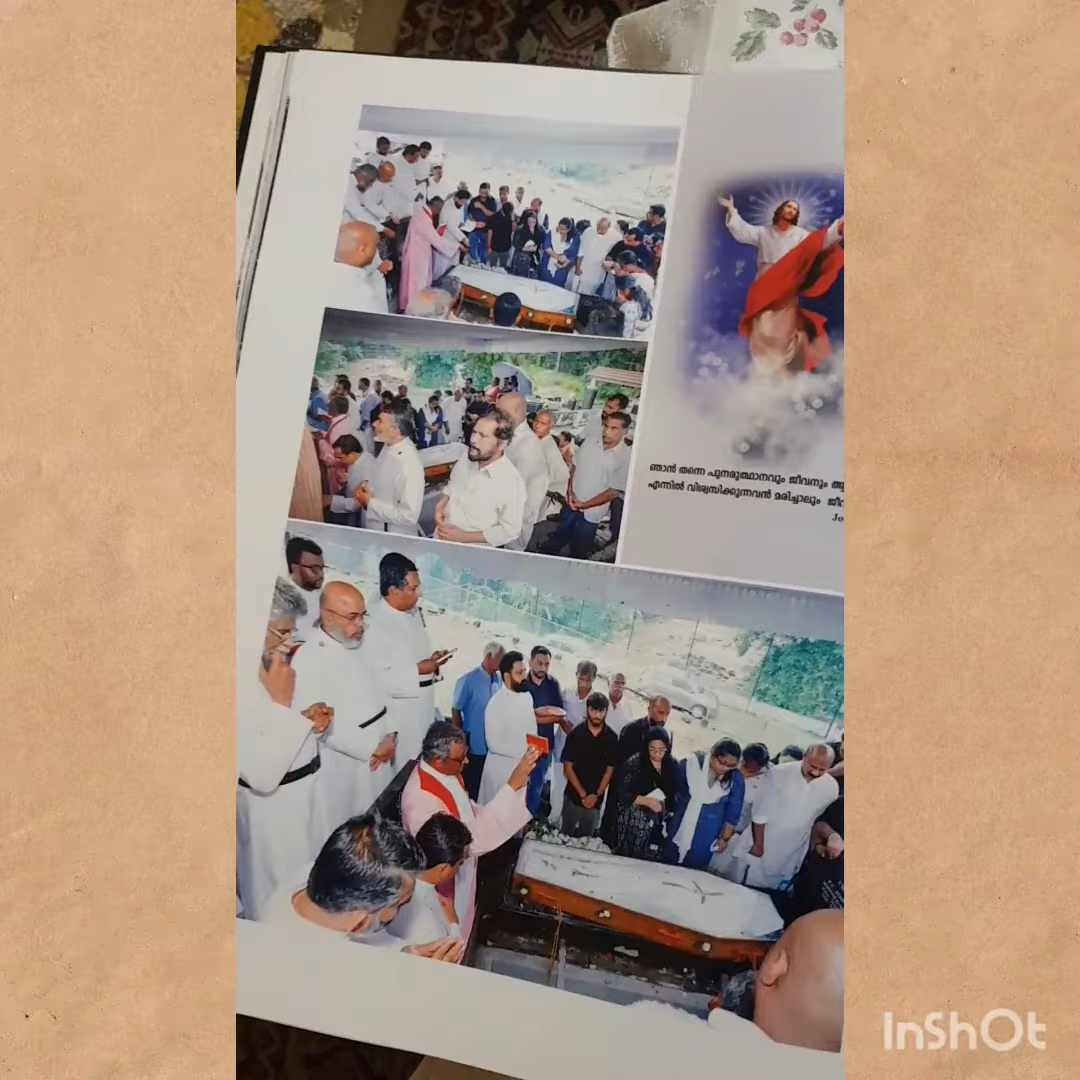 ഞാൻ തന്നെ പുനരുത്ഥാനവും ജീവനും
എന്നിൽ വിശ്വസിക്കുന്നവൻ മരിച്ചാലും
InShOt